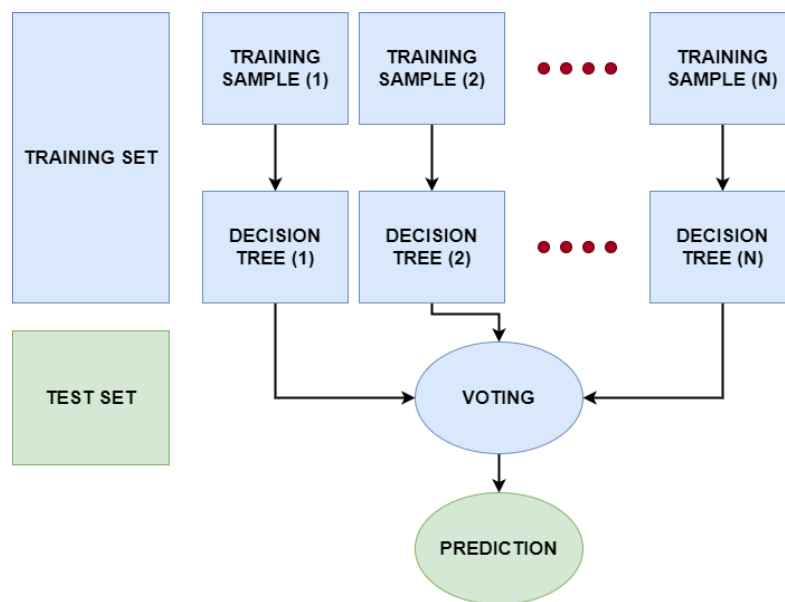 TRAINING
SAMPLE (1)
TRAINING
SAMPLE (2)
TRAINING
SAMPLE (N)
TRAINING SET
DECISION
TREE (1)
DECISION
TREE (2)
DECISION
TREE (N)
TEST SET
VOTING
PREDICTION